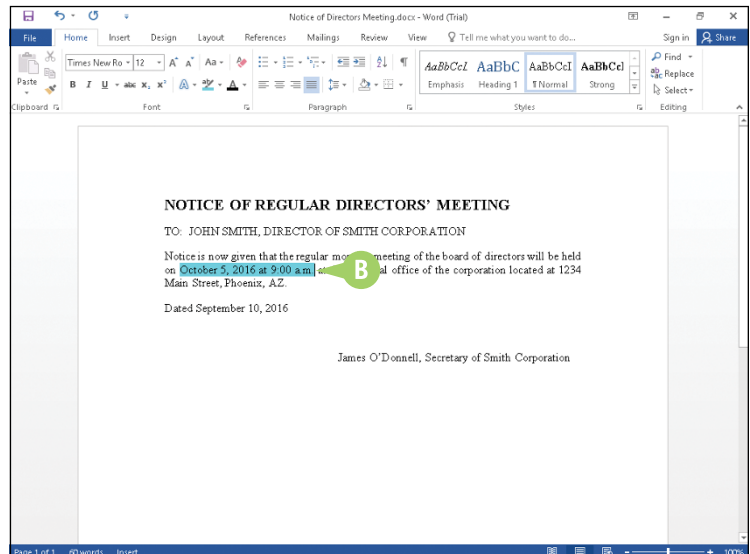 Notice of Directors Meeting.docx - Word (Trial)
File Home Insert Design Layout References Mailings Review View Tell me what you want to do... Sign in Share
Times New Ro 12 A A Aa
Find
Replace
Select
Paste
B I U abc X₂ X² A aby A
AaBbCcL AaBbC AaBbCcI AaBbCcl
Emphasis Heading 1 ¶ Normal Strong
Clipboard Font Paragraph Styles Editing
NOTICE OF REGULAR DIRECTORS' MEETING
TO: JOHN SMITH, DIRECTOR OF SMITH CORPORATION
Notice is now given that the regular meeting of the board of directors will be held
on October 5, 2016 at 9:00 a.m. B office of the corporation located at 1234
Main Street, Phoenix, AZ.
Dated September 10, 2016
James O'Donnell, Secretary of Smith Corporation
Page 1 of 1 60 words Insert 100%